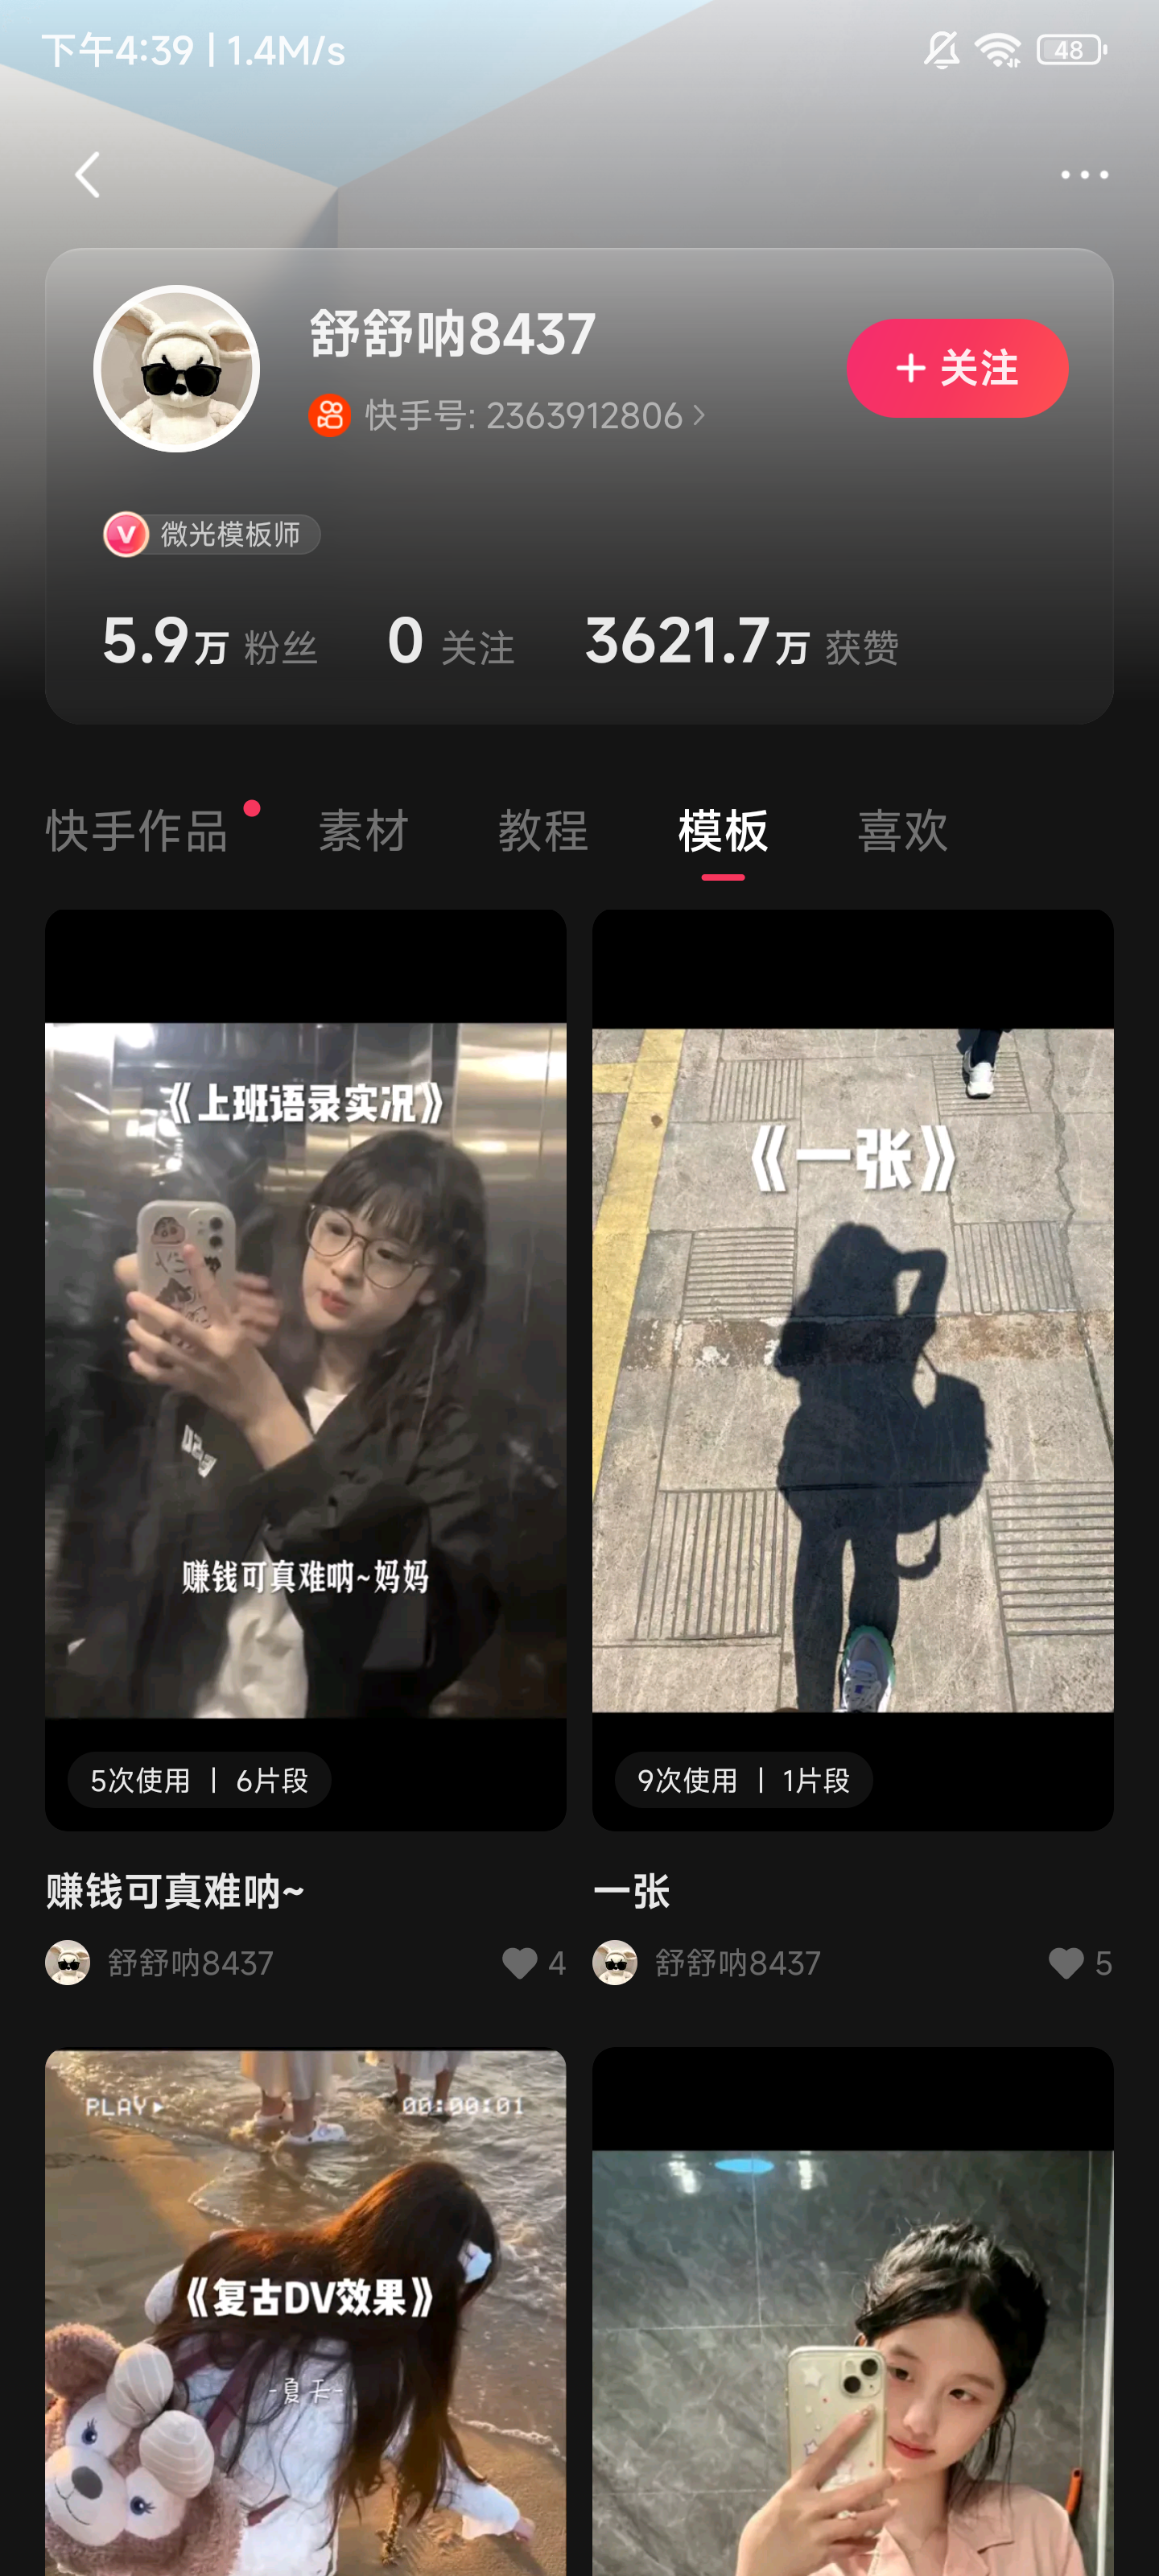 下午4:39 | 1.4M/s
48
舒舒呐8437
+ 关注
快手号: 2363912806
微光模板师
5.9万 粉丝 0 关注 3621.7万 获赞
快手作品 素材 教程 模板 喜欢
《上班语录实况》
赚钱可真难呐~妈妈
5次使用 | 6片段
赚钱可真难呐~
舒舒呐8437 4
《一张》
9次使用 | 1片段
一张
舒舒呐8437 5
PLAY 00:00:01
《复古DV效果》
-夏天-